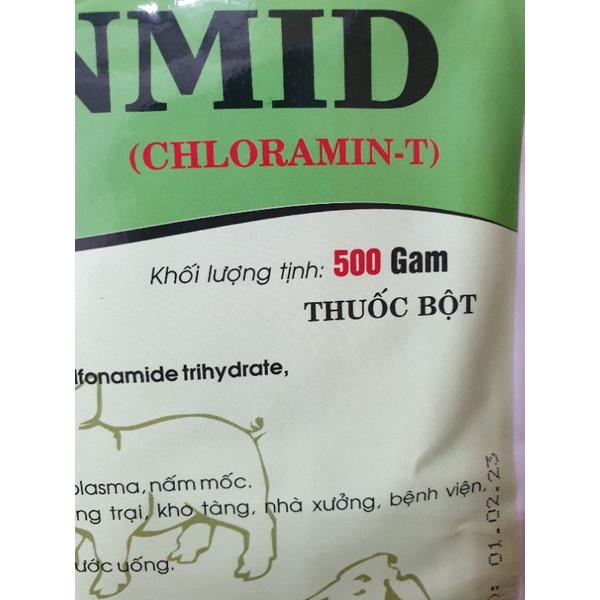 NMID
(CHLORAMIN-T)
Khối lượng tịnh: 500 Gam
THUỐC BỘT
lfonamide trihydrate,
plasma, nấm mốc.
ng trại, kho tàng, nhà xưởng, bệnh viện,
ước uống.
01.02.23